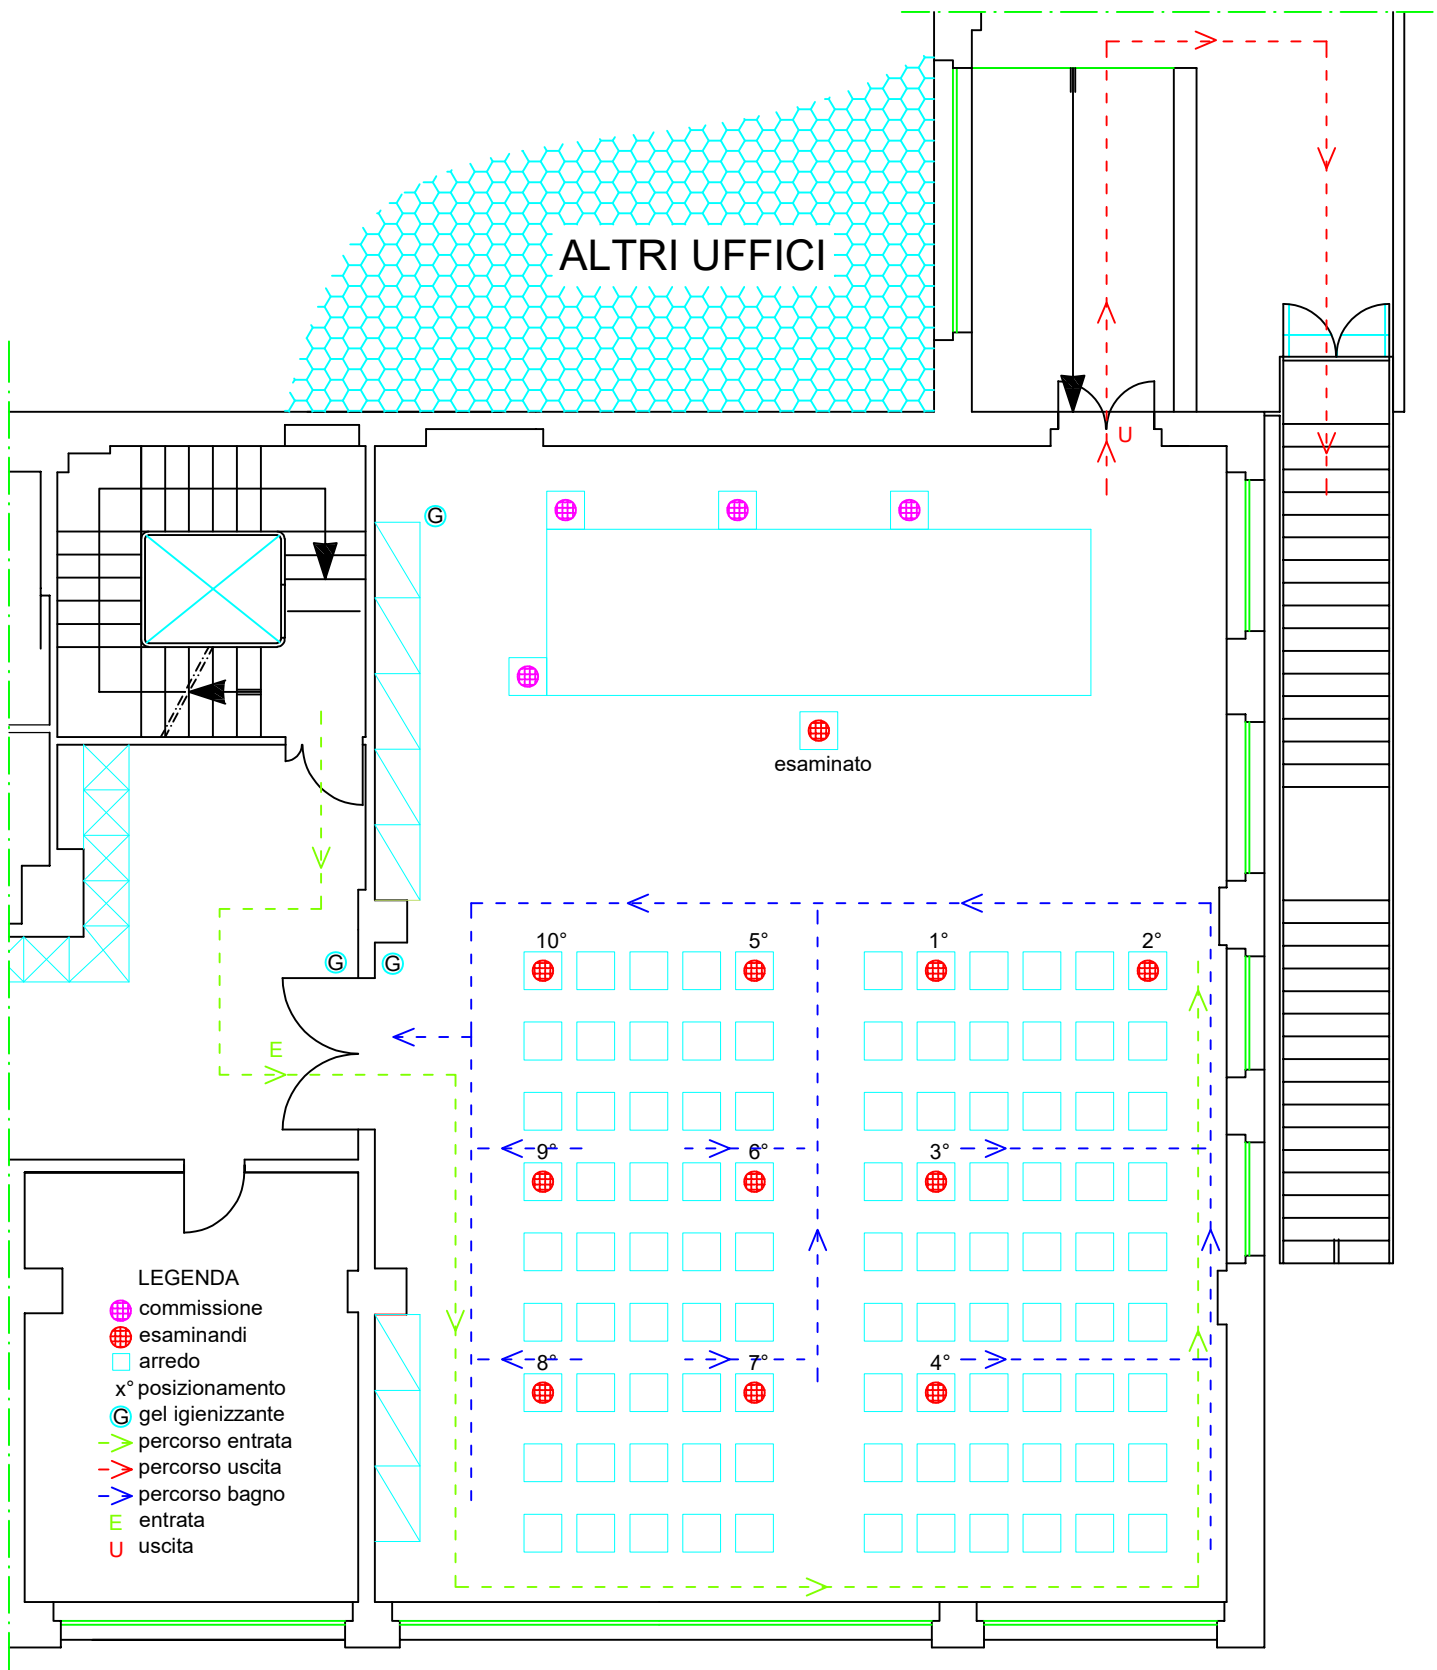 ALTRI UFFICI
U
G
esaminato
10°
5°
1°
2°
G
G
E
9°
6°
3°
8°
7°
4°
LEGENDA
commissione
esaminandi
arredo
x° posizionamento
G gel igienizzante
percorso entrata
percorso uscita
percorso bagno
E entrata
U uscita